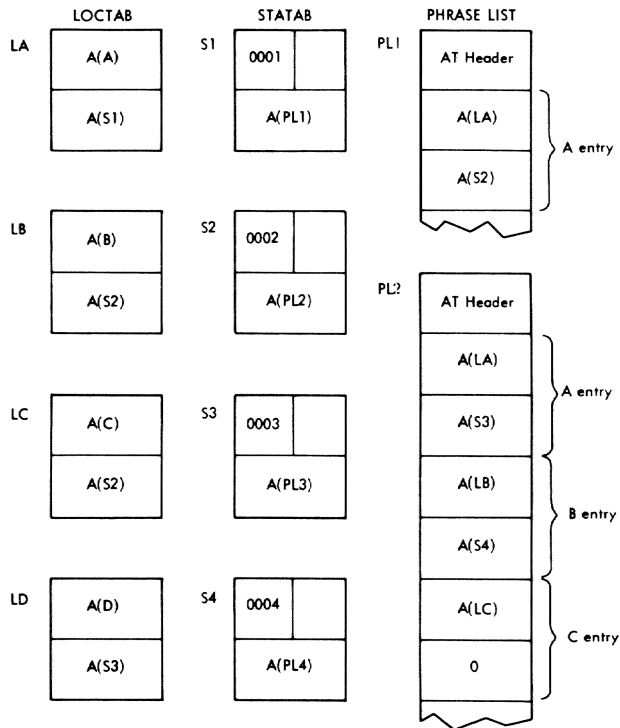 LOCTAB STATAB PHRASE LIST
LA A(A) S1 0001 PL1 AT Header
A(S1) A(PL1) A(LA)
A entry
A(S2)
LB A(B) S2 0002
A(S2) A(PL2) PL2 AT Header
A(LA)
A entry
LC A(C) S3 0003 A(S3)
A(S2) A(PL3) A(LB)
B entry
A(S4)
LD A(D) S4 0004 A(LC)
C entry
A(S3) A(PL4) 0